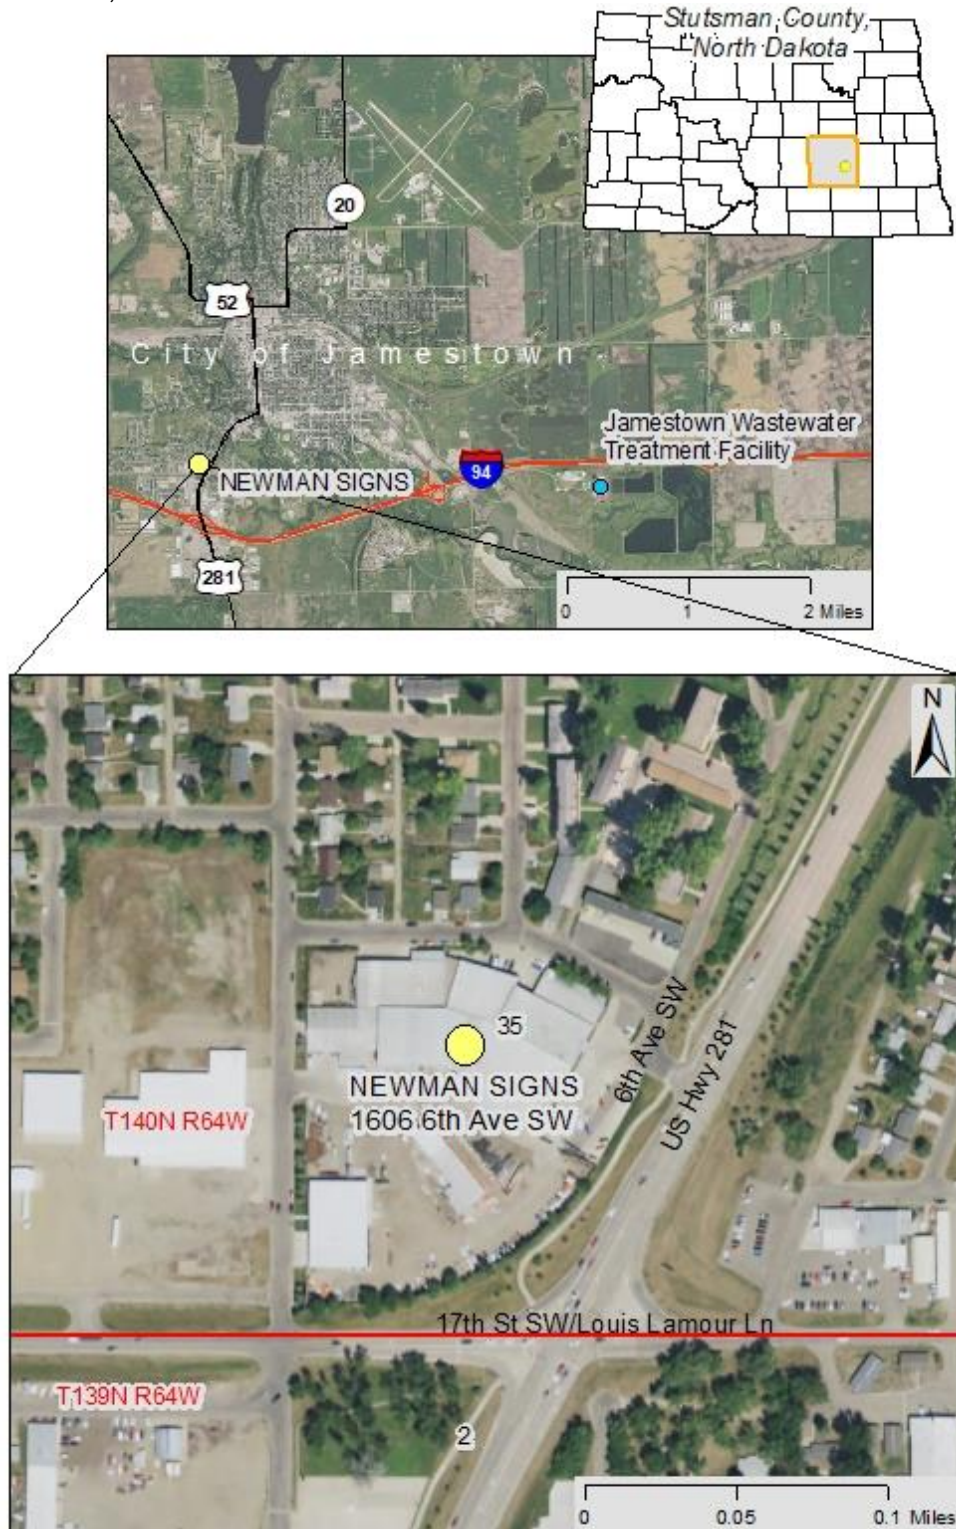 Stutsman County,
North Dakota
20
52
City of Jamestown
Jamestown Wastewater
Treatment Facility
94
NEWMAN SIGNS
281
0 1 2 Miles
N
35
NEWMAN SIGNS
1606 6th Ave SW
6th Ave SW
US Hwy 281
T140N R64W
17th St SW/Louis Lamour Ln
T139N R64W
2
0 0.05 0.1 Miles